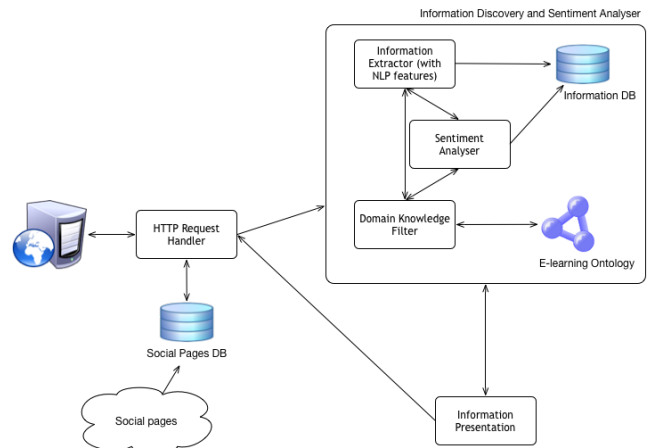 Information Discovery and Sentiment Analyser
Information
Extractor (with
NLP features)
Information DB
Sentiment
Analyser
Domain Knowledge
Filter
E-learning Ontology
HTTP Request
Handler
Social Pages DB
Social pages
Information
Presentation